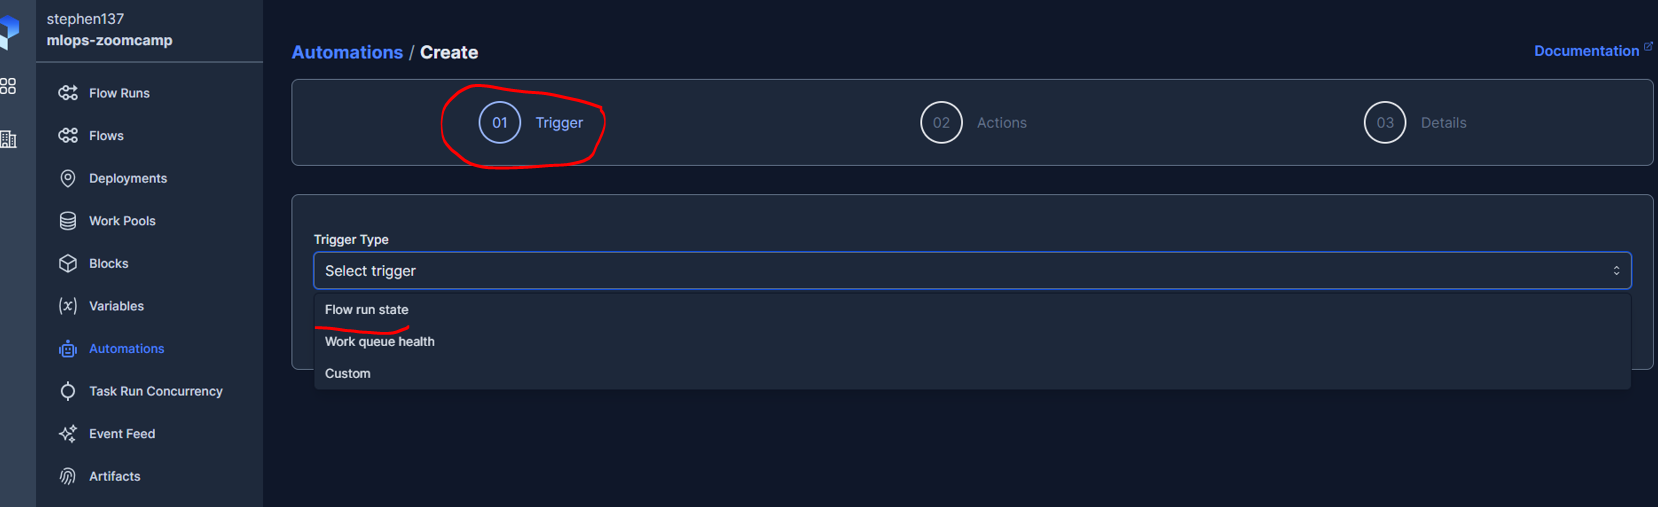 stephen137
mlops-zoomcamp
Flow Runs
Flows
Deployments
Work Pools
Blocks
Variables
Automations
Task Run Concurrency
Event Feed
Artifacts
Automations / Create
Documentation
01 Trigger
02 Actions
03 Details
Trigger Type
Select trigger
Flow run state
Work queue health
Custom